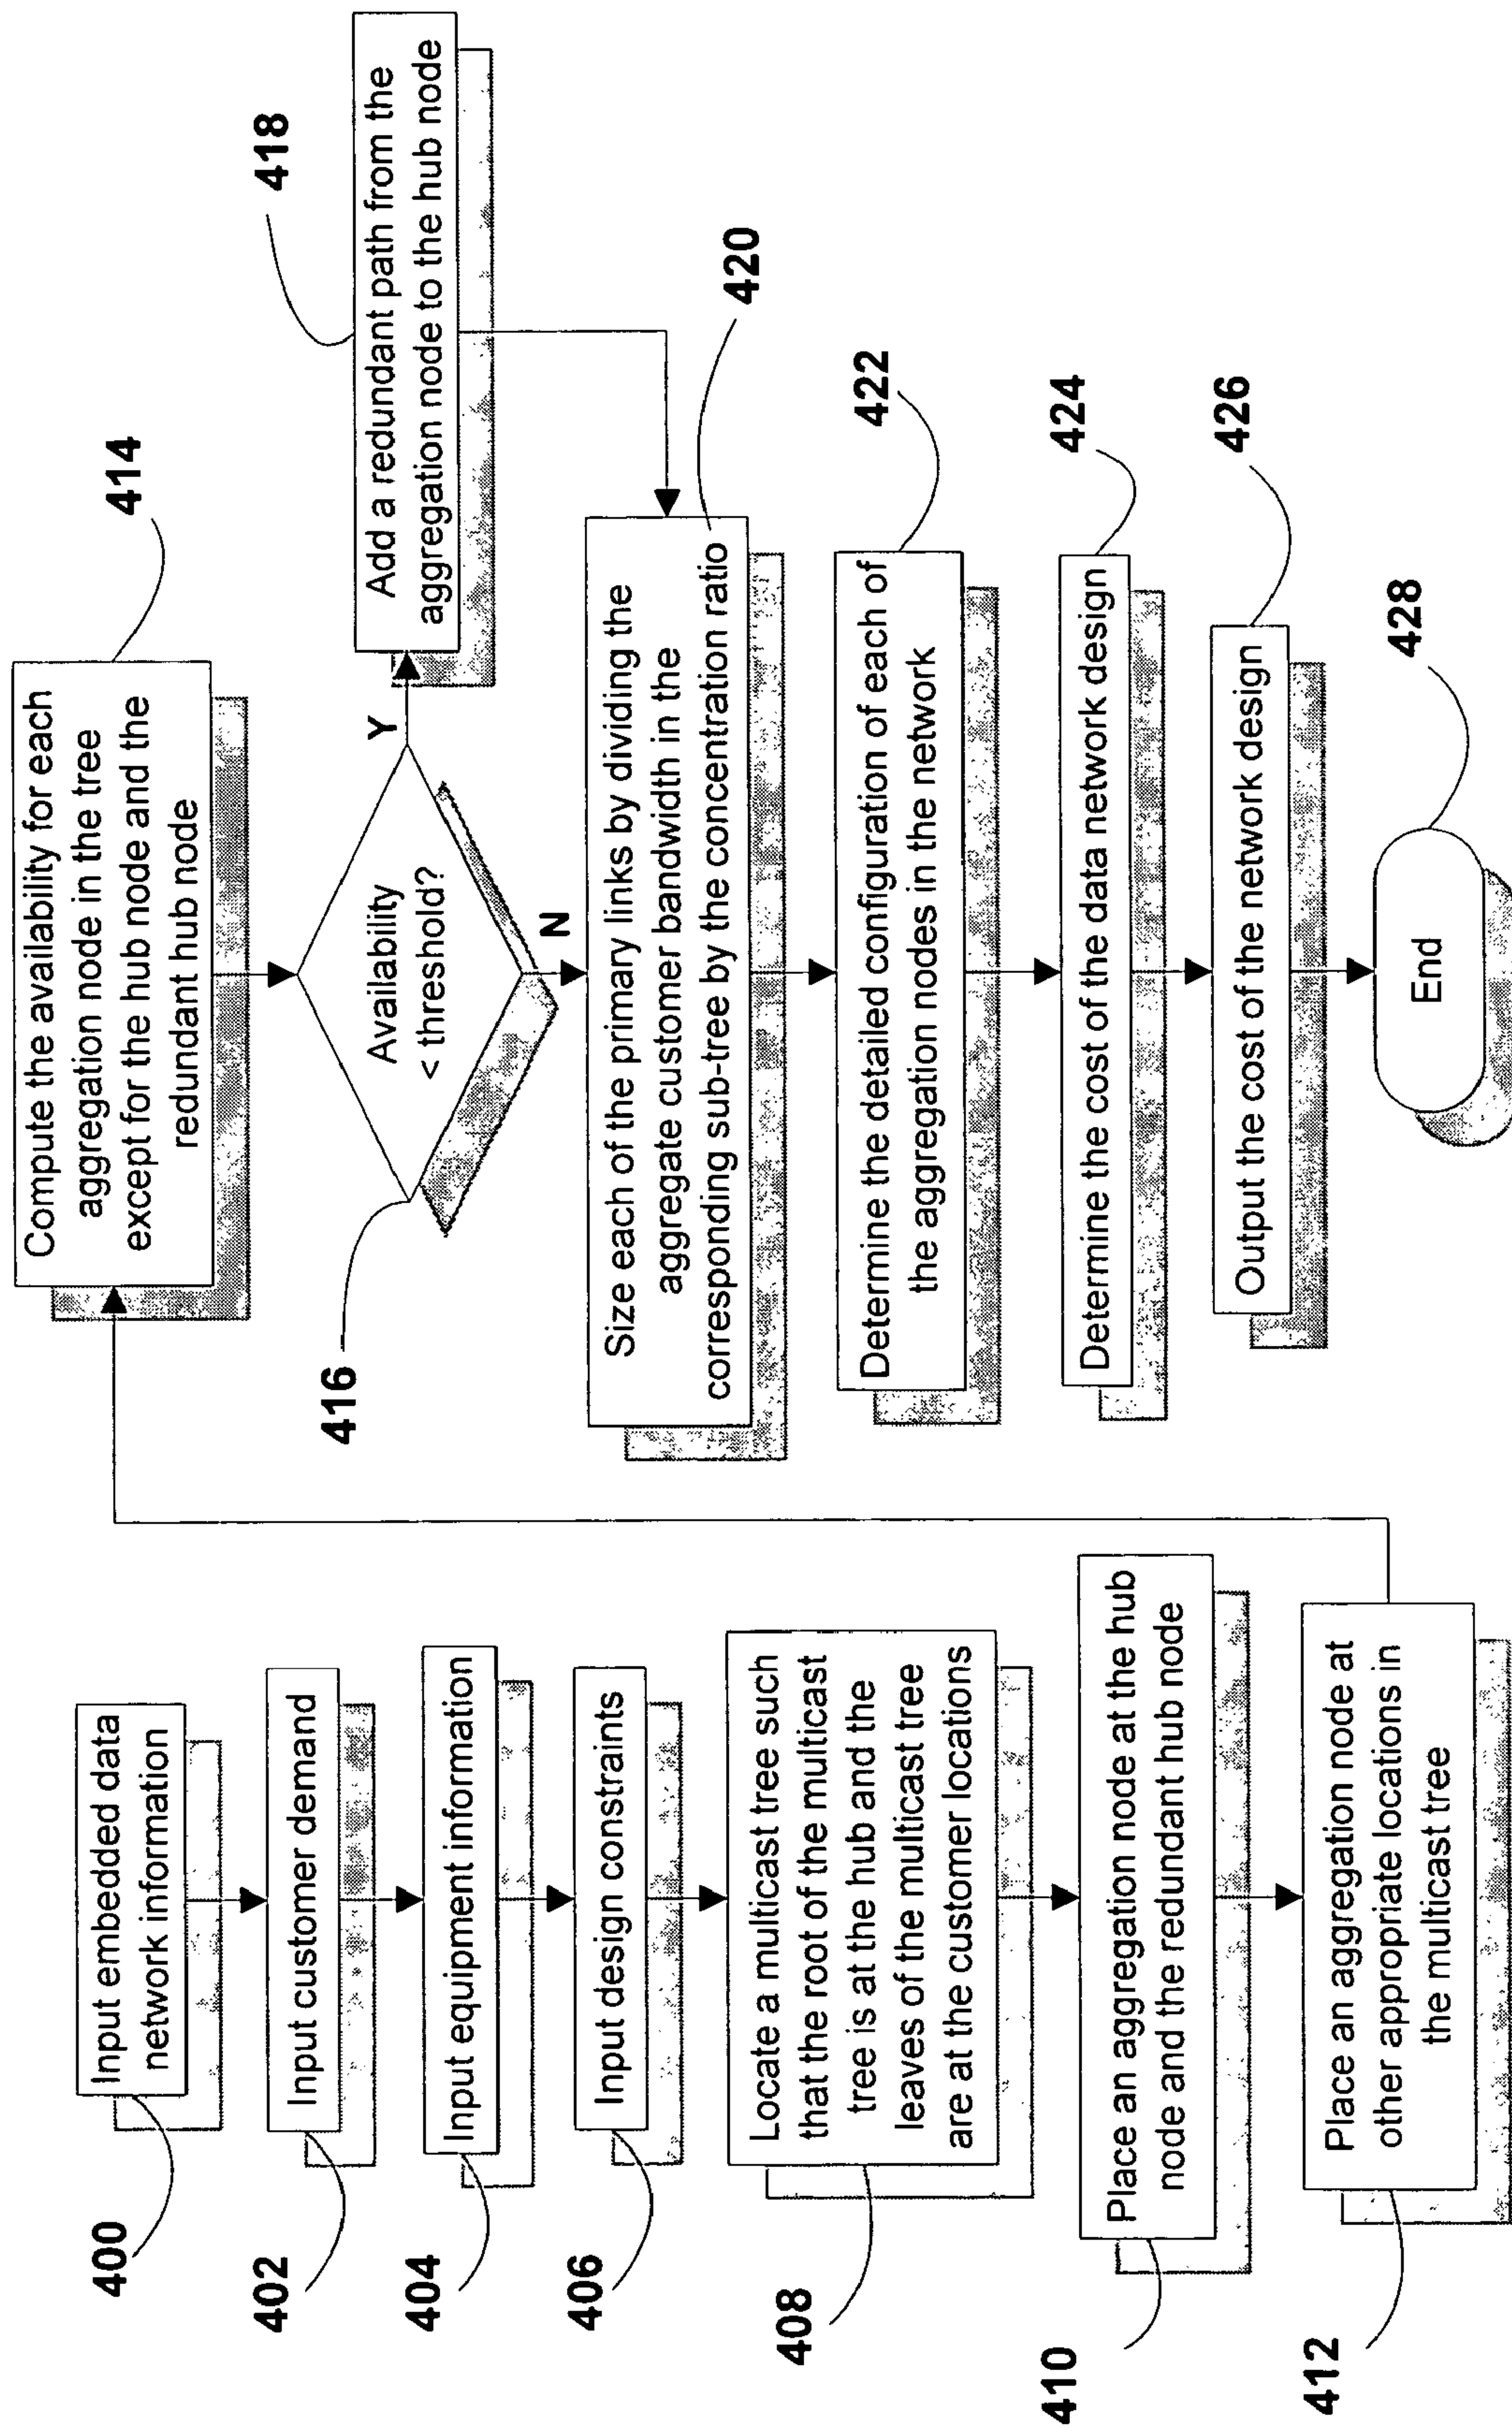 400
Input embedded data
network information
402
Input customer demand
404
Input equipment information
406
Input design constraints
408
Locate a multicast tree such
that the root of the multicast
tree is at the hub and the
leaves of the multicast tree
are at the customer locations
410
Place an aggregation node at the hub
node and the redundant hub node
412
Place an aggregation node at
other appropriate locations in
the multicast tree
414
Compute the availability for each
aggregation node in the tree
except for the hub node and the
redundant hub node
416
Availability
< threshold?
Y
N
418
Add a redundant path from the
aggregation node to the hub node
420
Size each of the primary links by dividing the
aggregate customer bandwidth in the
corresponding sub-tree by the concentration ratio
422
Determine the detailed configuration of each of
the aggregation nodes in the network
424
Determine the cost of the data network design
426
Output the cost of the network design
428
End